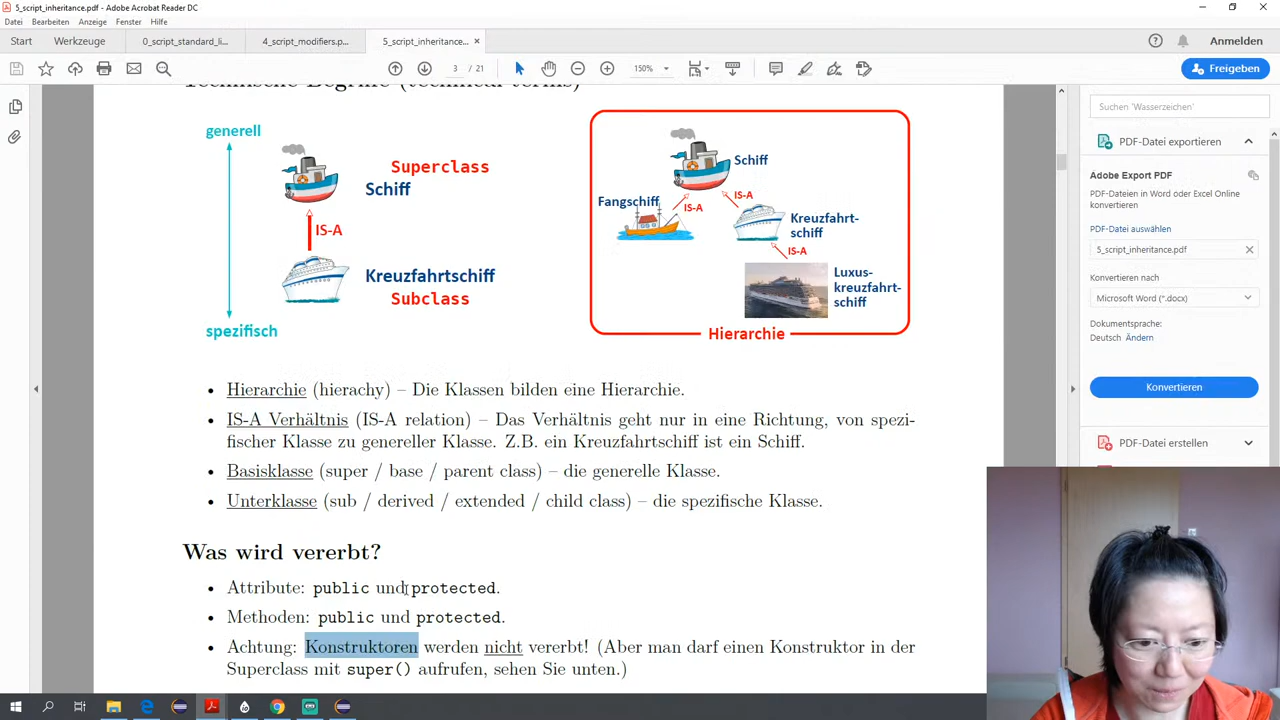 5_script_inheritance.pdf - Adobe Acrobat Reader DC
Datei Bearbeiten Anzeige Fenster Hilfe
Start Werkzeuge 0_script_standard_li... 4_script_modifiers.p... 5_script_inheritance... × Anmelden
3 / 21 150% Freigeben
Technische Begriffe (technical terms)
generell
Superclass
Schiff
IS-A
Kreuzfahrtschiff
Subclass
spezifisch
Schiff
Fangschiff
IS-A
IS-A
Kreuzfahrt-
schiff
IS-A
Luxus-
kreuzfahrt-
schiff
Hierarchie
• Hierarchie (hierachy) – Die Klassen bilden eine Hierarchie.
• IS-A Verhältnis (IS-A relation) – Das Verhältnis geht nur in eine Richtung, von spezi-
fischer Klasse zu genereller Klasse. Z.B. ein Kreuzfahrtschiff ist ein Schiff.
• Basisklasse (super / base / parent class) – die generelle Klasse.
• Unterklasse (sub / derived / extended / child class) – die spezifische Klasse.
Was wird vererbt?
• Attribute: public und protected.
• Methoden: public und protected.
• Achtung: Konstruktoren werden nicht vererbt! (Aber man darf einen Konstruktor in der
Superclass mit super() aufrufen, sehen Sie unten.)
Suchen 'Wasserzeichen'
PDF-Datei exportieren
Adobe Export PDF
PDF-Dateien in Word oder Excel Online
konvertieren
PDF-Datei auswählen
5_script_inheritance.pdf
Konvertieren nach
Microsoft Word (*.docx)
Dokumentsprache:
Deutsch Ändern
Konvertieren
PDF-Datei erstellen